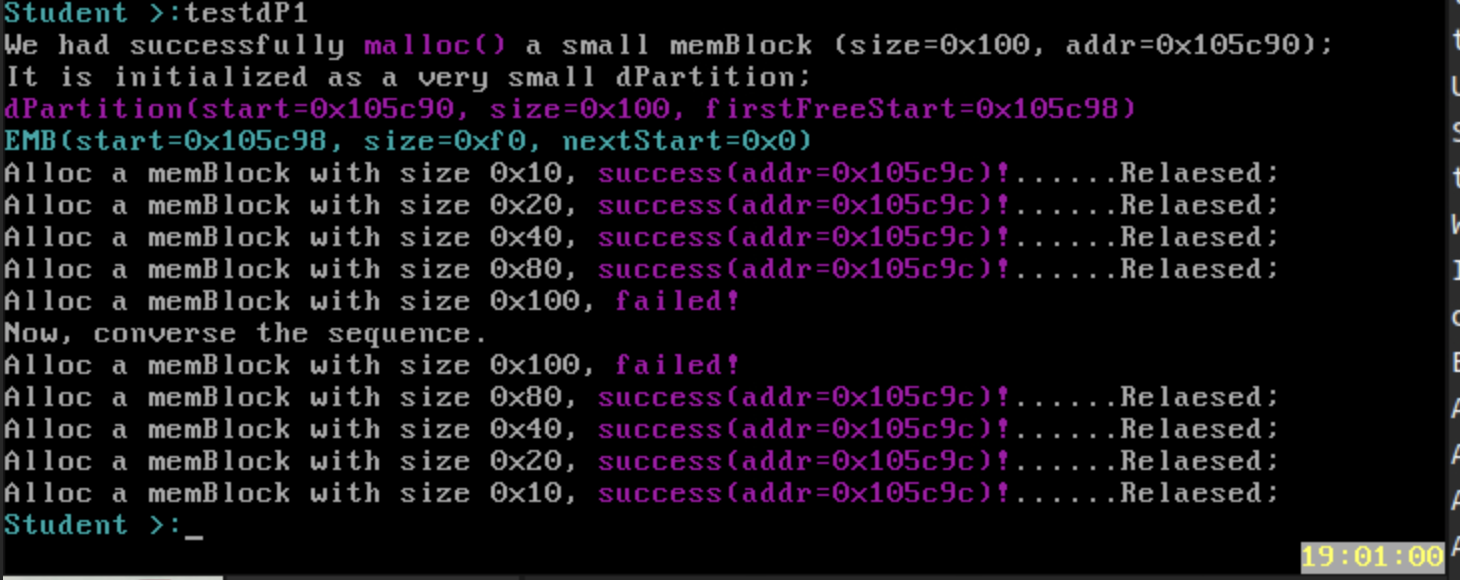 Student >:testdP1
We had successfully malloc() a small memBlock (size=0x100, addr=0x105c90);
It is initialized as a very small dPartition;
dPartition(start=0x105c90, size=0x100, firstFreeStart=0x105c98)
EMB(start=0x105c98, size=0xf0, nextStart=0x0)
Alloc a memBlock with size 0x10, success(addr=0x105c9c)!......Relaesed;
Alloc a memBlock with size 0x20, success(addr=0x105c9c)!......Relaesed;
Alloc a memBlock with size 0x40, success(addr=0x105c9c)!......Relaesed;
Alloc a memBlock with size 0x80, success(addr=0x105c9c)!......Relaesed;
Alloc a memBlock with size 0x100, failed!
Now, converse the sequence.
Alloc a memBlock with size 0x100, failed!
Alloc a memBlock with size 0x80, success(addr=0x105c9c)!......Relaesed;
Alloc a memBlock with size 0x40, success(addr=0x105c9c)!......Relaesed;
Alloc a memBlock with size 0x20, success(addr=0x105c9c)!......Relaesed;
Alloc a memBlock with size 0x10, success(addr=0x105c9c)!......Relaesed;
Student >:_
19:01:00